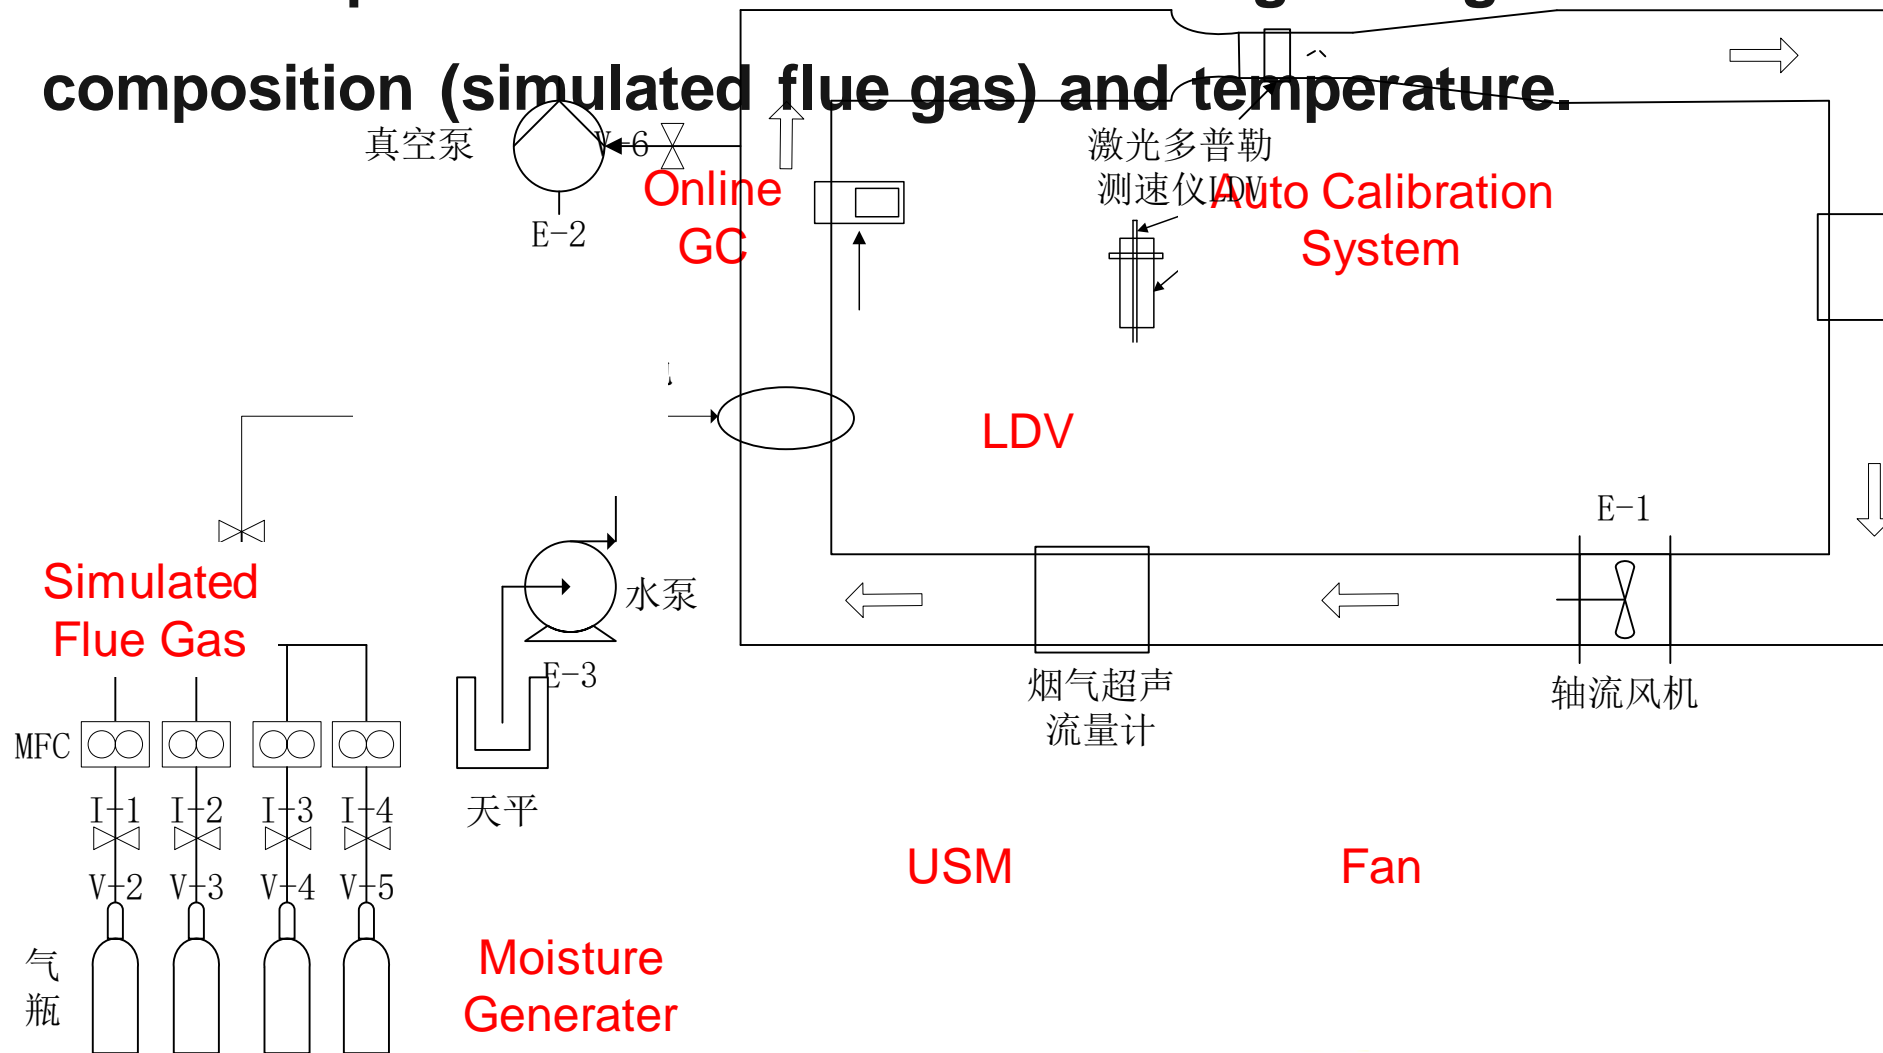 composition (simulated flue gas) and temperature.
真空泵
V-6
E-2
Online
GC
激光多普勒
测速仪LDV
Auto Calibration
System
LDV
E-1
Simulated
Flue Gas
水泵
E-3
烟气超声
流量计
轴流风机
MFC
I-1 I-2 I-3 I-4
天平
V-2 V-3 V-4 V-5
USM
Fan
气
瓶
Moisture
Generater